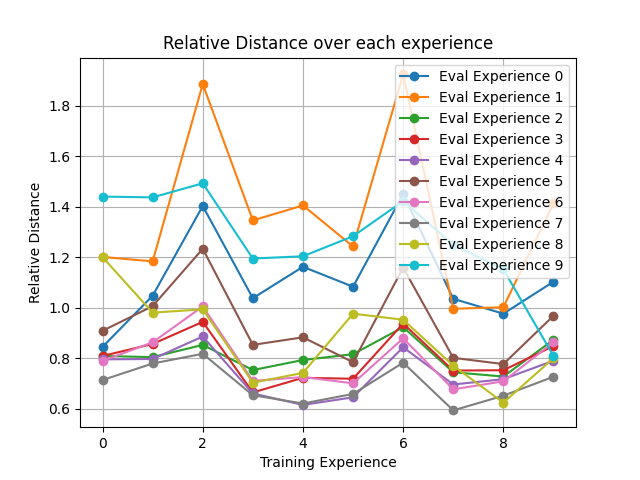 Relative Distance over each experience
Eval Experience 0
Eval Experience 1
Eval Experience 2
Eval Experience 3
Eval Experience 4
Eval Experience 5
Eval Experience 6
Eval Experience 7
Eval Experience 8
Eval Experience 9
Relative Distance
1.8
1.6
1.4
1.2
1.0
0.8
0.6
0 2 4 6 8
Training Experience